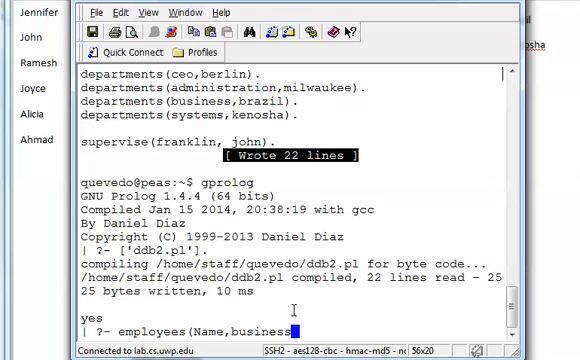 Jennifer
John
Ramesh
Joyce
Alicia
Ahmad
File Edit View Window Help
Quick Connect Profiles
departments(ceo,berlin).
departments(administration,milwaukee).
departments(business,brazil).
departments(systems,kenosha).
supervise(franklin, john).
[ Wrote 22 lines ]
quevedo@peas:~$ gprolog
GNU Prolog 1.4.4 (64 bits)
Compiled Jan 15 2014, 20:38:19 with gcc
By Daniel Diaz
Copyright (C) 1999-2013 Daniel Diaz
| ?- ['ddb2.pl'].
compiling /home/staff/quevedo/ddb2.pl for byte code...
/home/staff/quevedo/ddb2.pl compiled, 22 lines read - 25
25 bytes written, 10 ms
yes
| ?- employees(Name,business
Connected to lab.cs.uwp.edu SSH2 - aes128-cbc - hmac-md5 - nc 56x20
osha